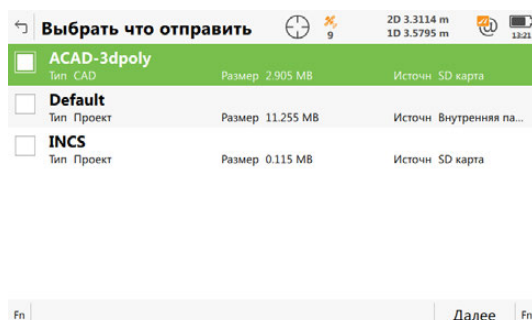 Выбрать что отправить 9 2D 3.3114 m
1D 3.5795 m 13:21
ACAD-3dpoly
Тип CAD Размер 2.905 MB Источн SD карта
Default
Тип Проект Размер 11.255 MB Источн Внутренняя па...
INCS
Тип Проект Размер 0.115 MB Источн SD карта
Fn Далее Fn